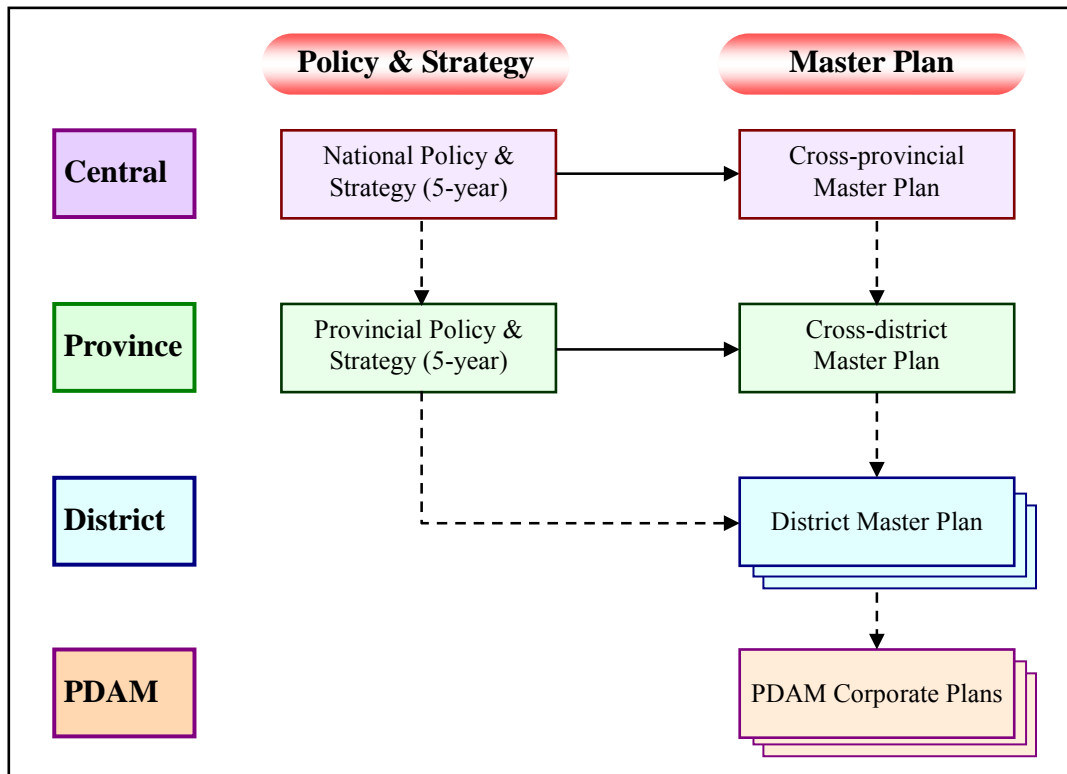 Policy & Strategy
Master Plan
Central
National Policy &
Strategy (5-year)
Cross-provincial
Master Plan
Province
Provincial Policy &
Strategy (5-year)
Cross-district
Master Plan
District
District Master Plan
PDAM
PDAM Corporate Plans